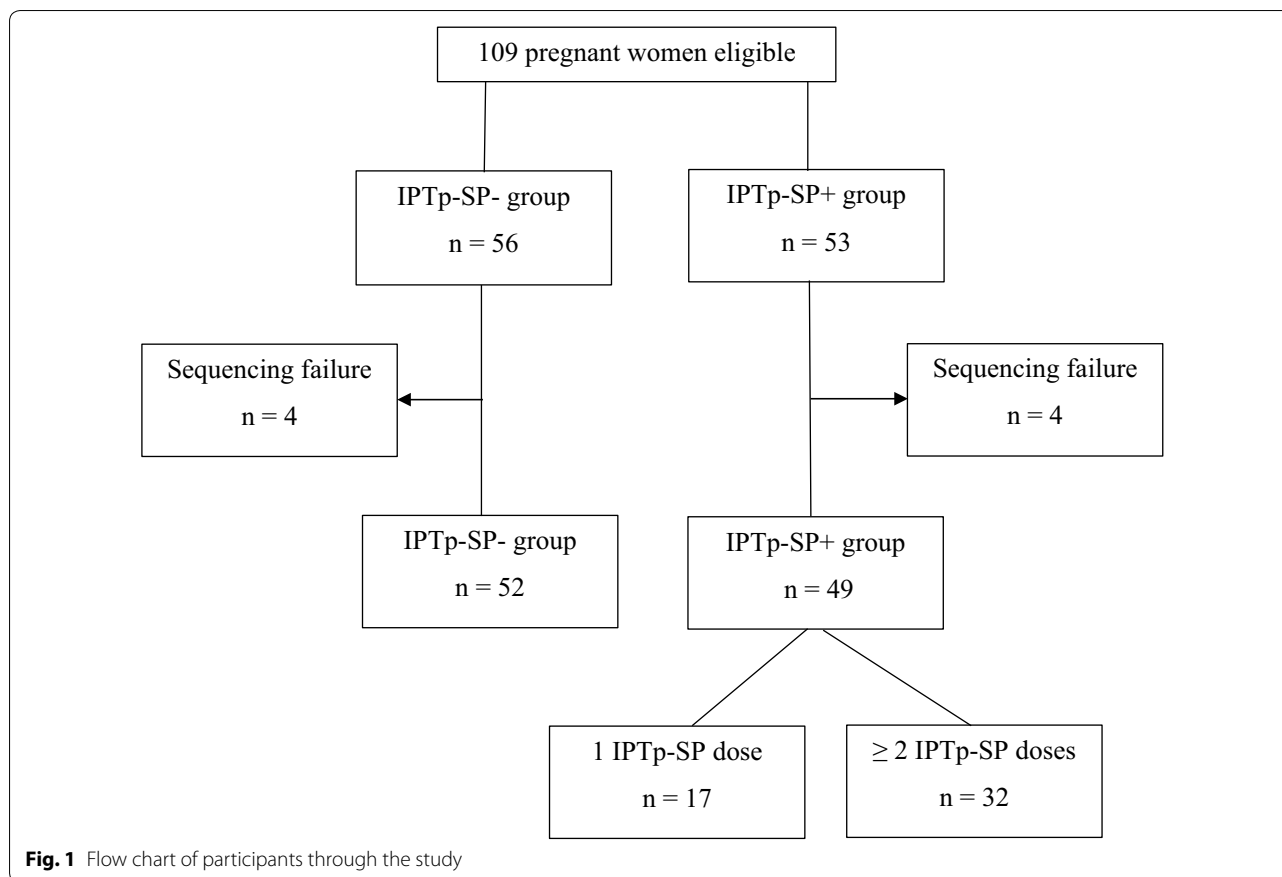 109 pregnant women eligible
IPTp-SP- group
n = 56
IPTp-SP+ group
n = 53
Sequencing failure
n = 4
Sequencing failure
n = 4
IPTp-SP- group
n = 52
IPTp-SP+ group
n = 49
1 IPTp-SP dose
n = 17
≥ 2 IPTp-SP doses
n = 32
Fig. 1 Flow chart of participants through the study